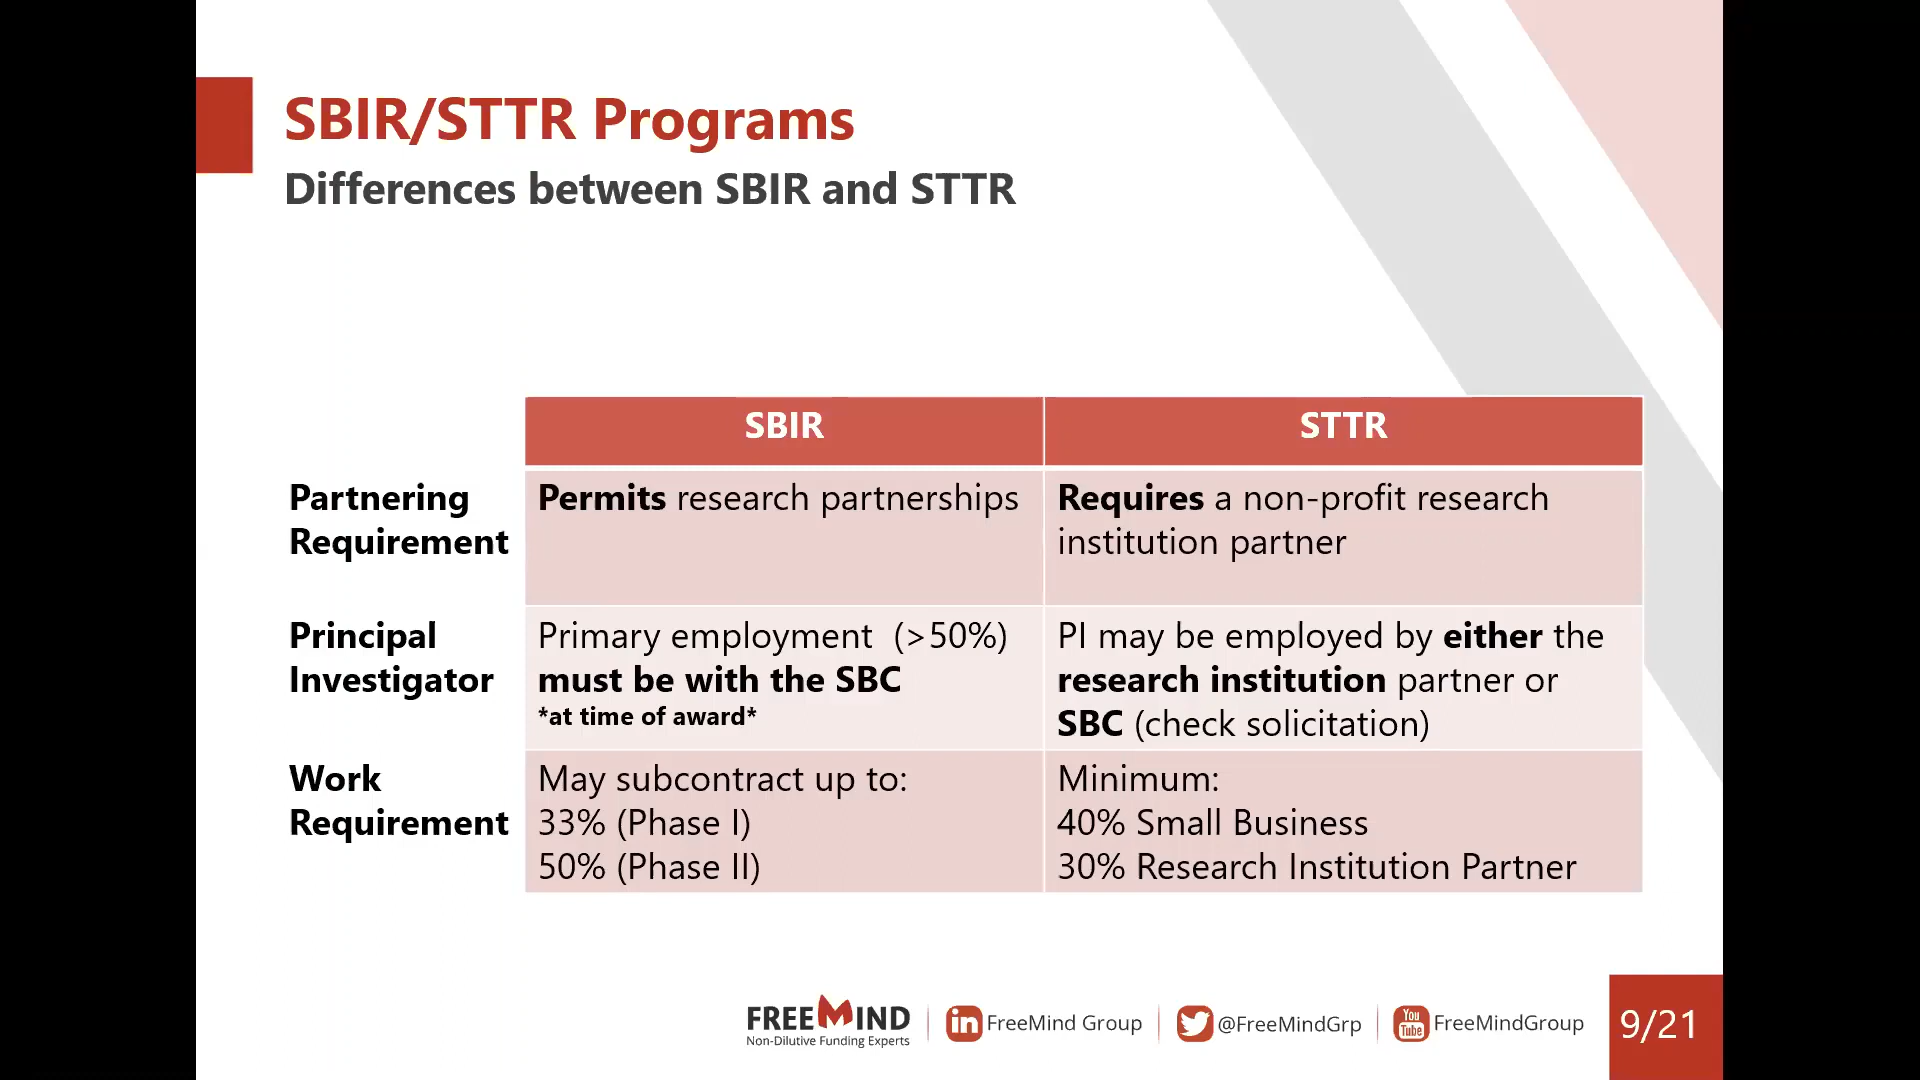 SBIR/STTR Programs
Differences between SBIR and STTR
SBIR STTR
Partnering
Requirement
Permits research partnerships
Requires a non-profit research
institution partner
Principal
Investigator
Primary employment (>50%)
must be with the SBC
*at time of award*
PI may be employed by either the
research institution partner or
SBC (check solicitation)
Work
Requirement
May subcontract up to:
33% (Phase I)
50% (Phase II)
Minimum:
40% Small Business
30% Research Institution Partner
FREEMIND
Non-Dilutive Funding Experts
in FreeMind Group
@FreeMindGrp
You
Tube
FreeMindGroup
9/21